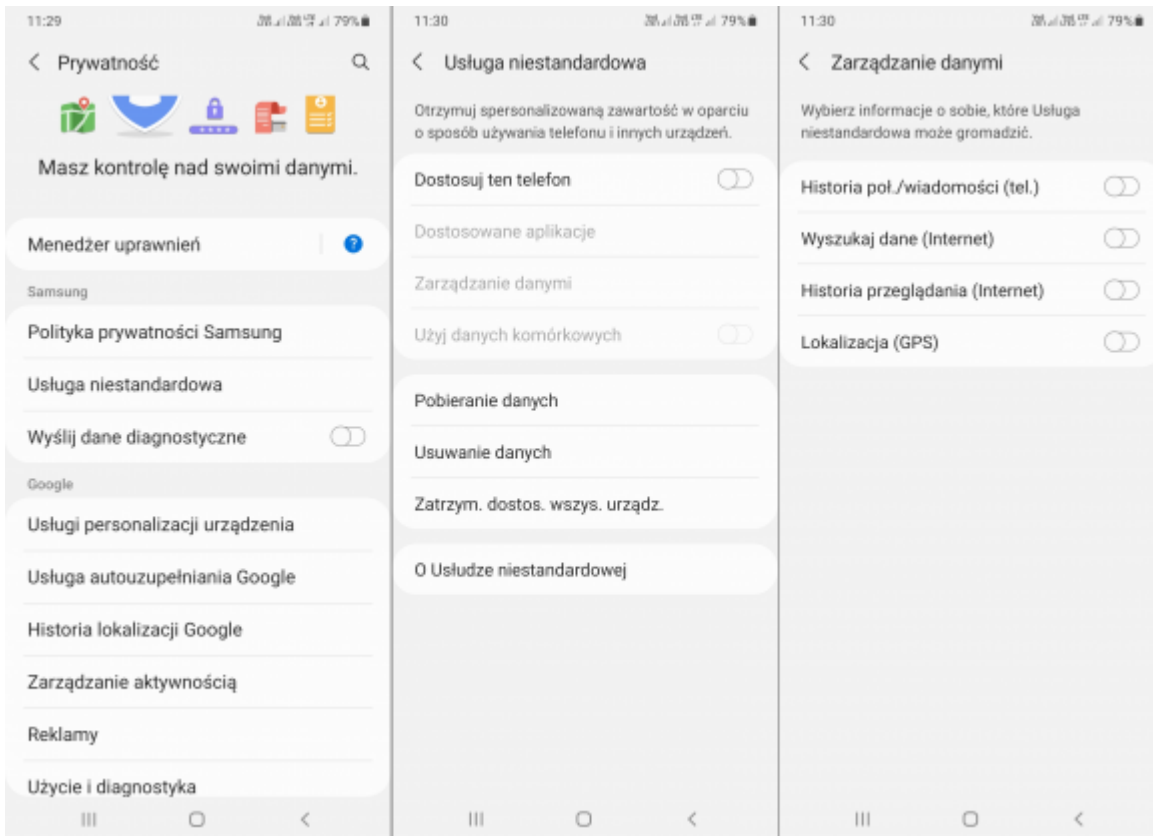 11:29
79%
Prywatność
Masz kontrolę nad swoimi danymi.
Menedżer uprawnień
?
Samsung
Polityka prywatności Samsung
Usługa niestandardowa
Wyślij dane diagnostyczne
Google
Usługi personalizacji urządzenia
Usługa autouzupełniania Google
Historia lokalizacji Google
Zarządzanie aktywnością
Reklamy
Użycie i diagnostyka
11:30
79%
Usługa niestandardowa
Otrzymuj spersonalizowaną zawartość w oparciu
o sposób używania telefonu i innych urządzeń.
Dostosuj ten telefon
Dostosowane aplikacje
Zarządzanie danymi
Użyj danych komórkowych
Pobieranie danych
Usuwanie danych
Zatrzym. dostos. wszys. urządz.
O Usłudze niestandardowej
11:30
79%
Zarządzanie danymi
Wybierz informacje o sobie, które Usługa
niestandardowa może gromadzić.
Historia poł./wiadomości (tel.)
Wyszukaj dane (Internet)
Historia przeglądania (Internet)
Lokalizacja (GPS)